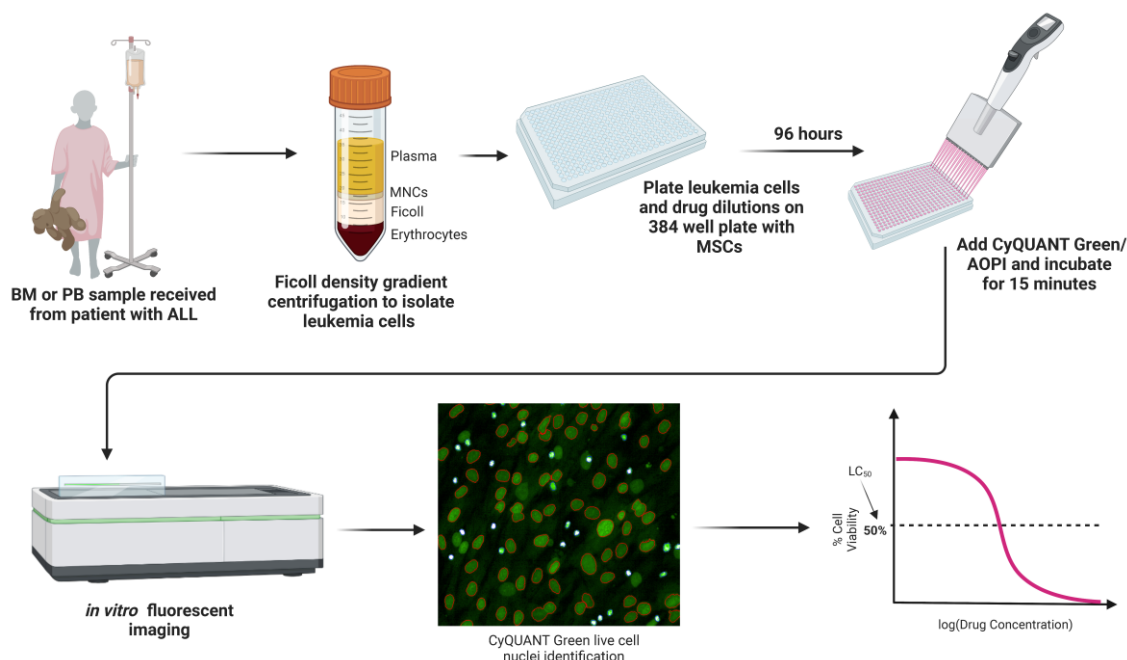 BM or PB sample received
from patient with ALL
Plasma
MNCs
Ficoll
Erythrocytes
Ficoll density gradient
centrifugation to isolate
leukemia cells
Plate leukemia cells
and drug dilutions on
384 well plate with
MSCs
96 hours
Add CyQUANT Green/
AOPI and incubate
for 15 minutes
in vitro fluorescent
imaging
CyQUANT Green live cell
nuclei identification
LC₅₀
50%
% Cell
Viability
log(Drug Concentration)